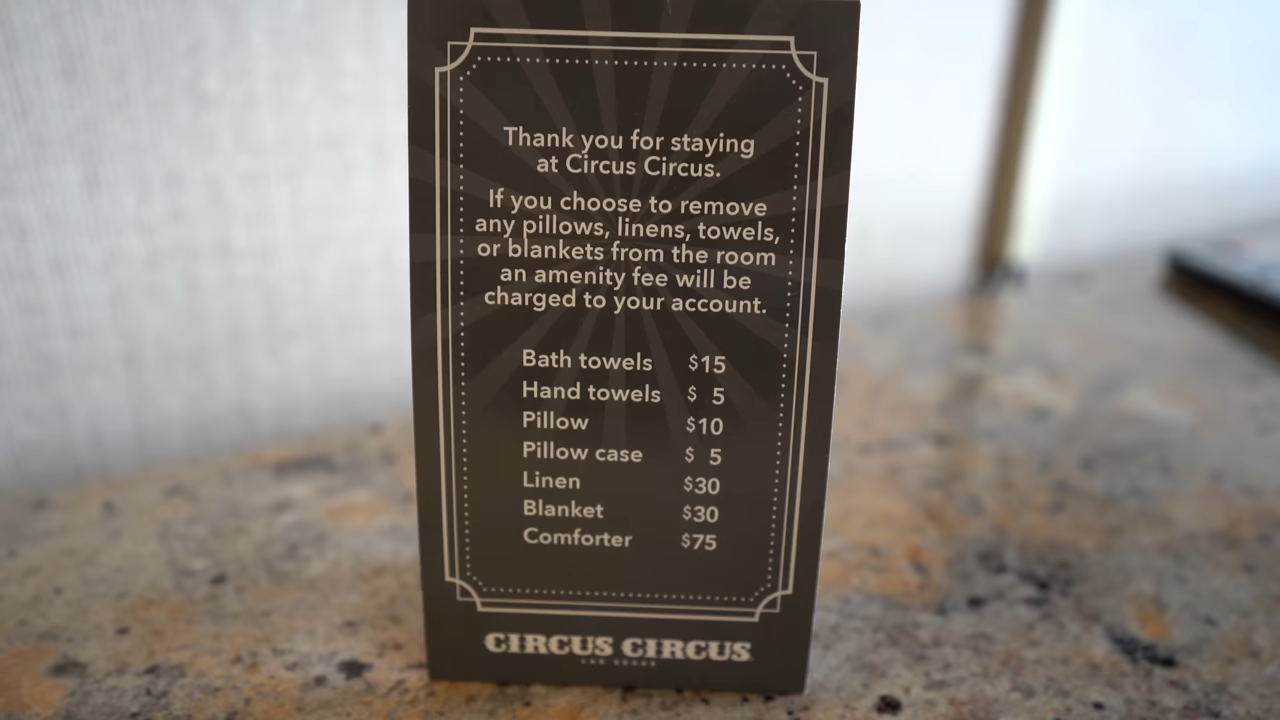 Thank you for staying
at Circus Circus.
If you choose to remove
any pillows, linens, towels,
or blankets from the room
an amenity fee will be
charged to your account.
Bath towels $15
Hand towels $ 5
Pillow $10
Pillow case $ 5
Linen $30
Blanket $30
Comforter $75
CIRCUS CIRCUS
LAS VEGAS